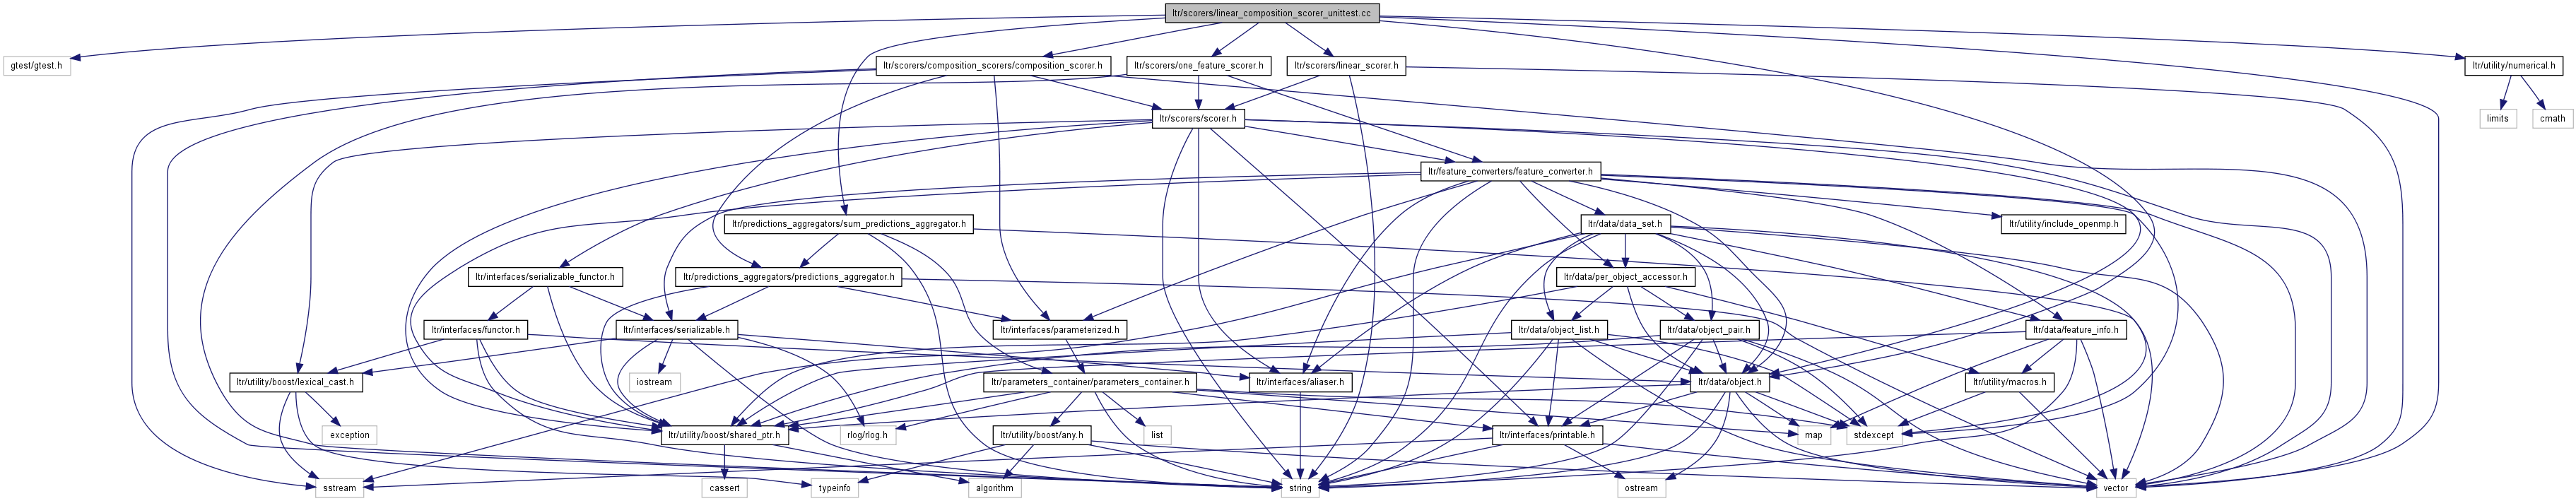 ltr/scorers/linear_composition_scorer_unittest.cc
gtest/gtest.h
ltr/scorers/composition_scorers/composition_scorer.h
ltr/scorers/one_feature_scorer.h
ltr/scorers/linear_scorer.h
ltr/utility/numerical.h
ltr/scorers/scorer.h
limits
cmath
ltr/feature_converters/feature_converter.h
ltr/predictions_aggregators/sum_predictions_aggregator.h
ltr/data/data_set.h
ltr/utility/include_openmp.h
ltr/interfaces/serializable_functor.h
ltr/predictions_aggregators/predictions_aggregator.h
ltr/data/per_object_accessor.h
ltr/interfaces/functor.h
ltr/interfaces/serializable.h
ltr/interfaces/parameterized.h
ltr/data/object_list.h
ltr/data/object_pair.h
ltr/data/feature_info.h
ltr/utility/boost/lexical_cast.h
iostream
ltr/parameters_container/parameters_container.h
ltr/interfaces/aliaser.h
ltr/data/object.h
ltr/utility/macros.h
exception
ltr/utility/boost/shared_ptr.h
rlog/rlog.h
list
ltr/utility/boost/any.h
ltr/interfaces/printable.h
map
stdexcept
sstream
cassert
typeinfo
algorithm
string
ostream
vector